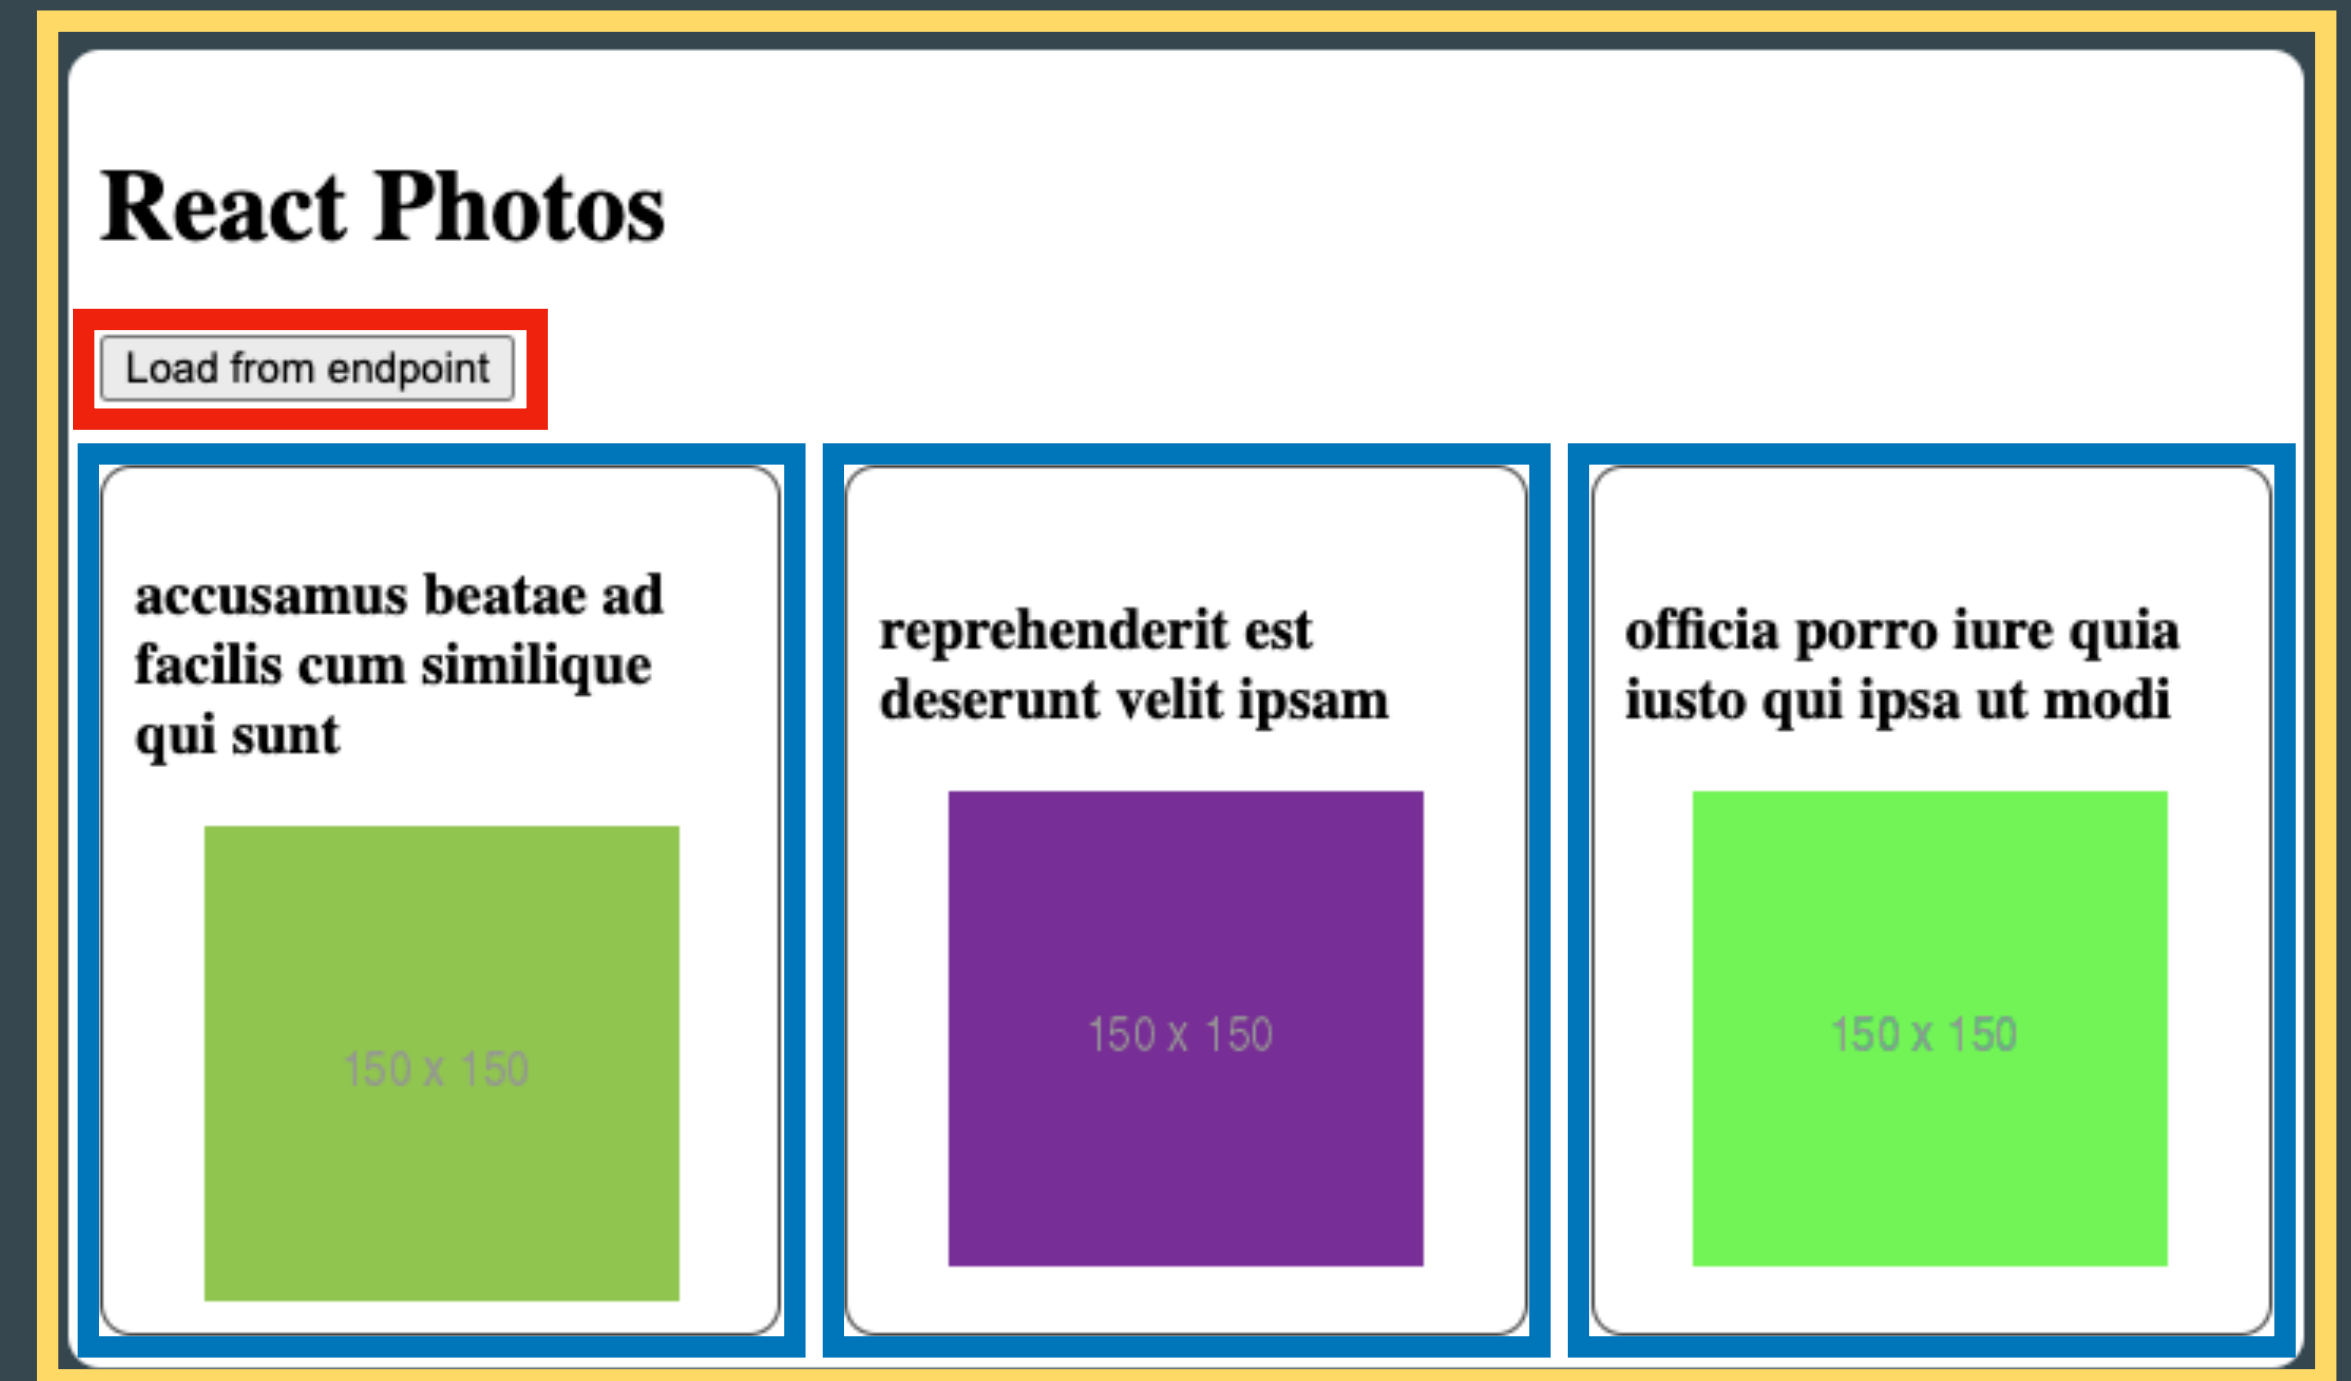 React Photos
Load from endpoint
accusamus beatae ad
facilis cum similique
qui sunt
150 x 150
reprehenderit est
deserunt velit ipsam
150 x 150
officia porro iure quia
iusto qui ipsa ut modi
150 x 150